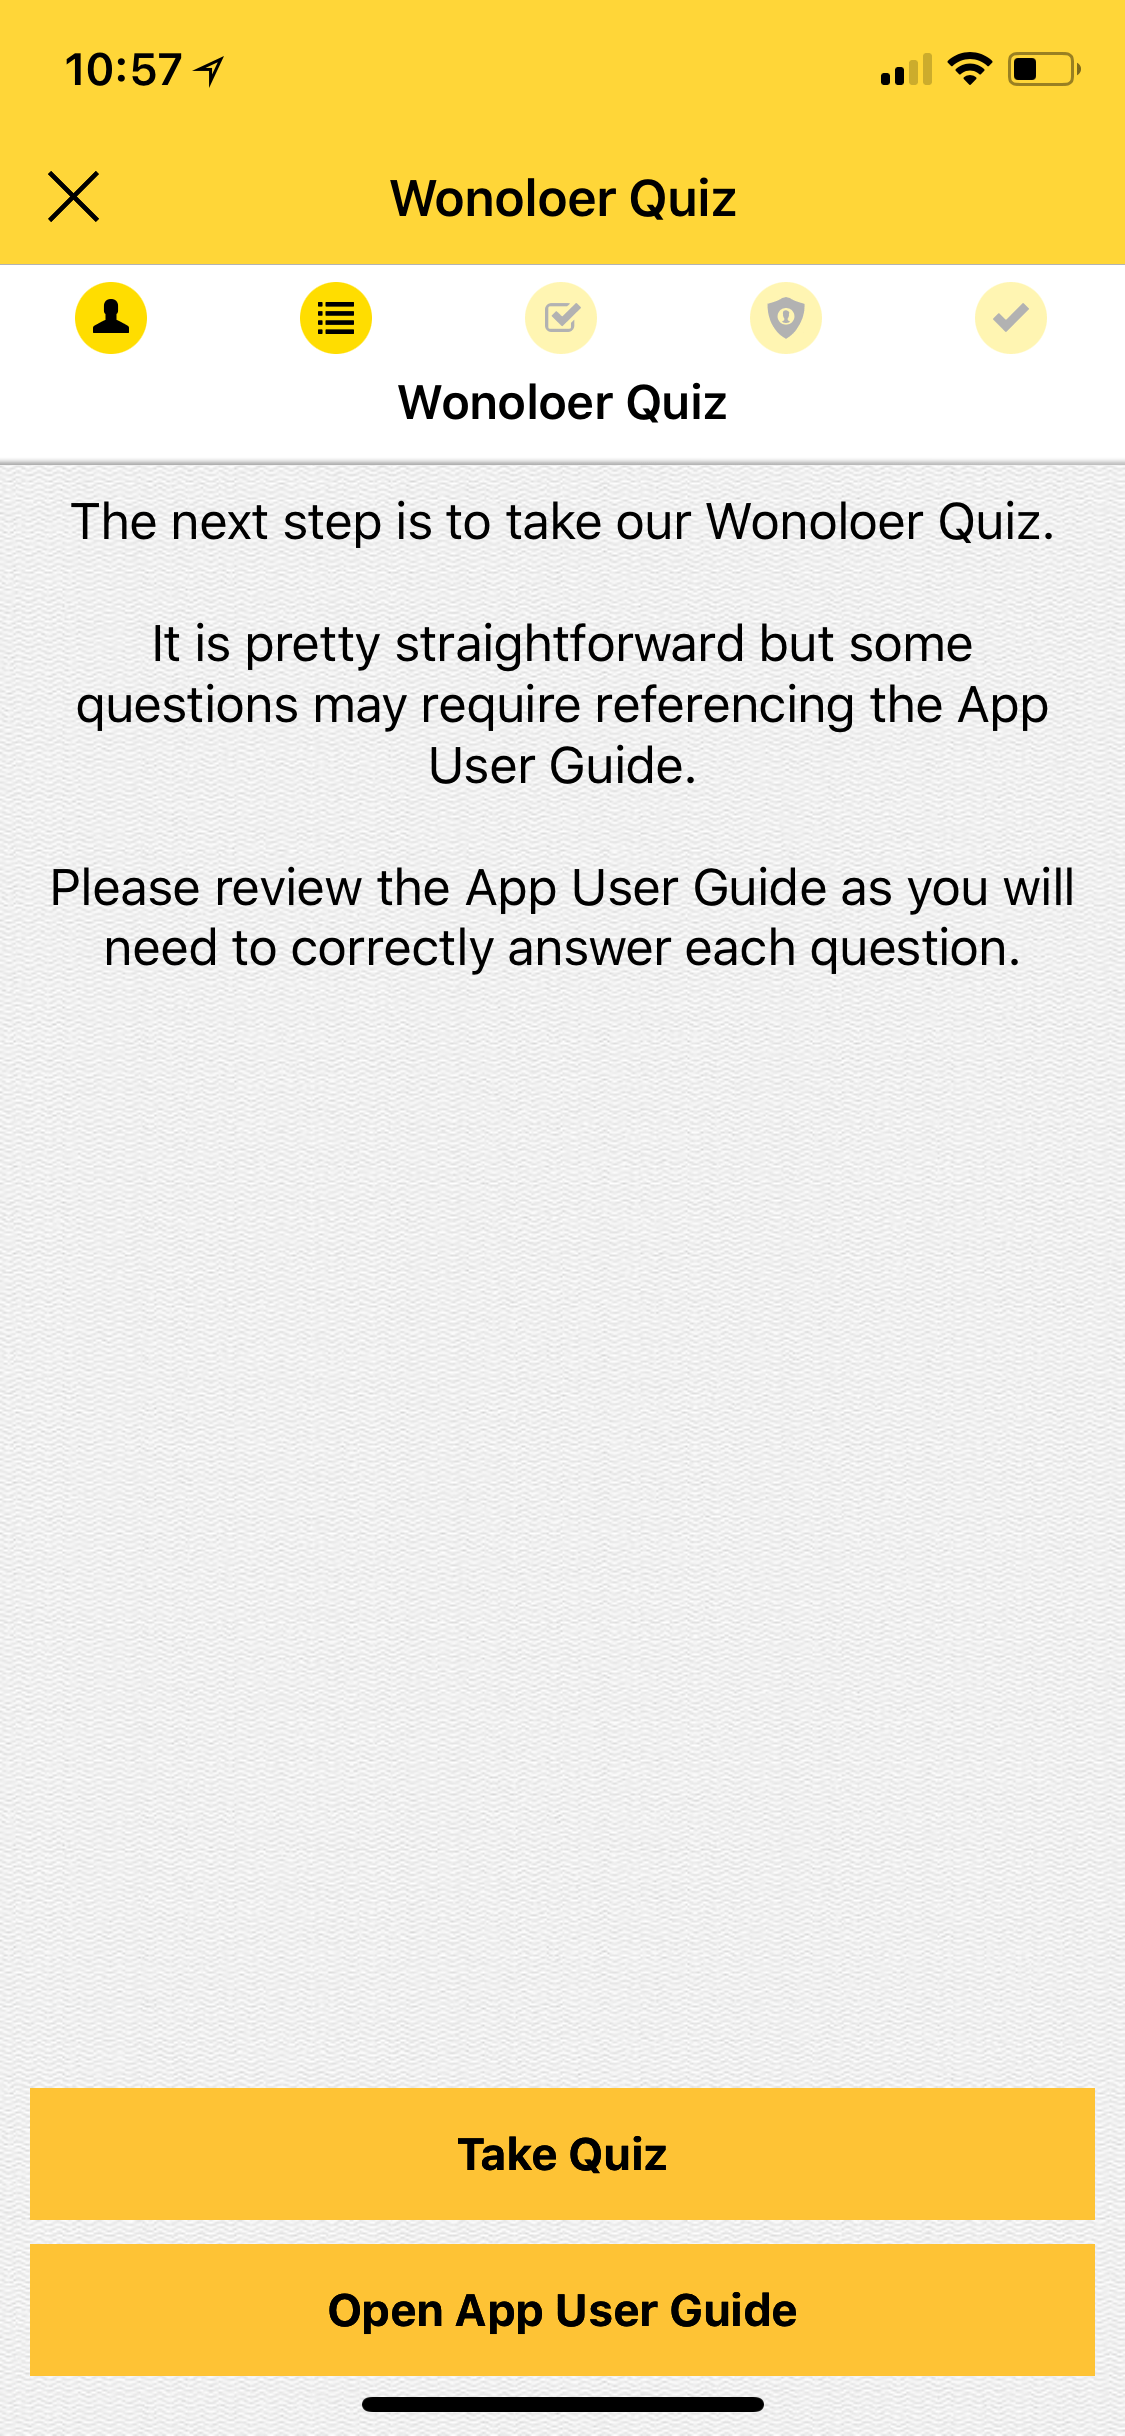 10:57
Wonoloer Quiz
Wonoloer Quiz
The next step is to take our Wonoloer Quiz.
It is pretty straightforward but some
questions may require referencing the App
User Guide.
Please review the App User Guide as you will
need to correctly answer each question.
Take Quiz
Open App User Guide